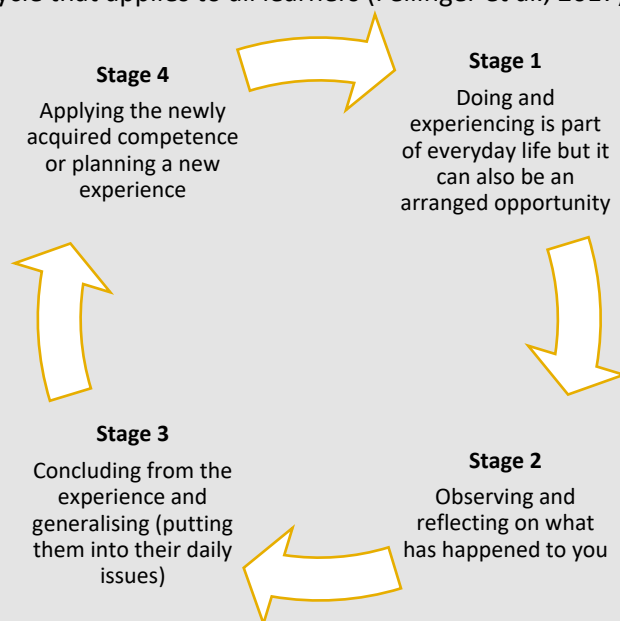 ycle that applies to all learners
Stage 1
Doing and
experiencing is part
of everyday life but it
can also be an
arranged opportunity
Stage 2
Observing and
reflecting on what
has happened to you
Stage 3
Concluding from the
experience and
generalising (putting
them into their daily
issues)
Stage 4
Applying the newly
acquired competence
or planning a new
experience